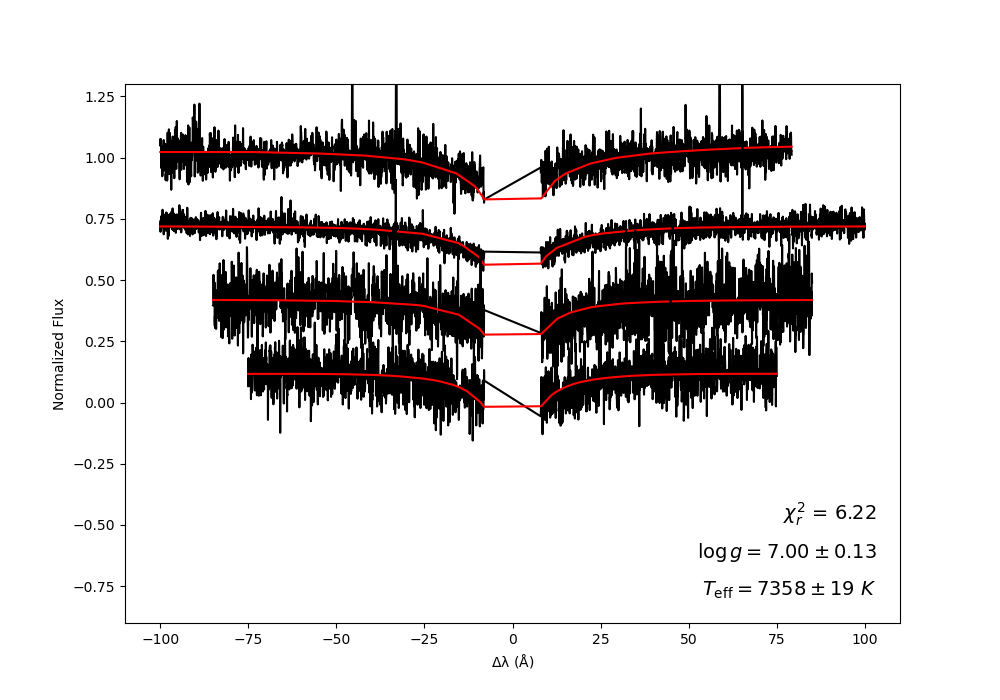 1.25
1.00
0.75
0.50
0.25
0.00
−0.25
−0.50
−0.75
Normalized Flux
χ²ᵣ = 6.22
log g = 7.00 ± 0.13
T_eff = 7358 ± 19 K
−100 −75 −50 −25 0 25 50 75 100
Δλ (Å)